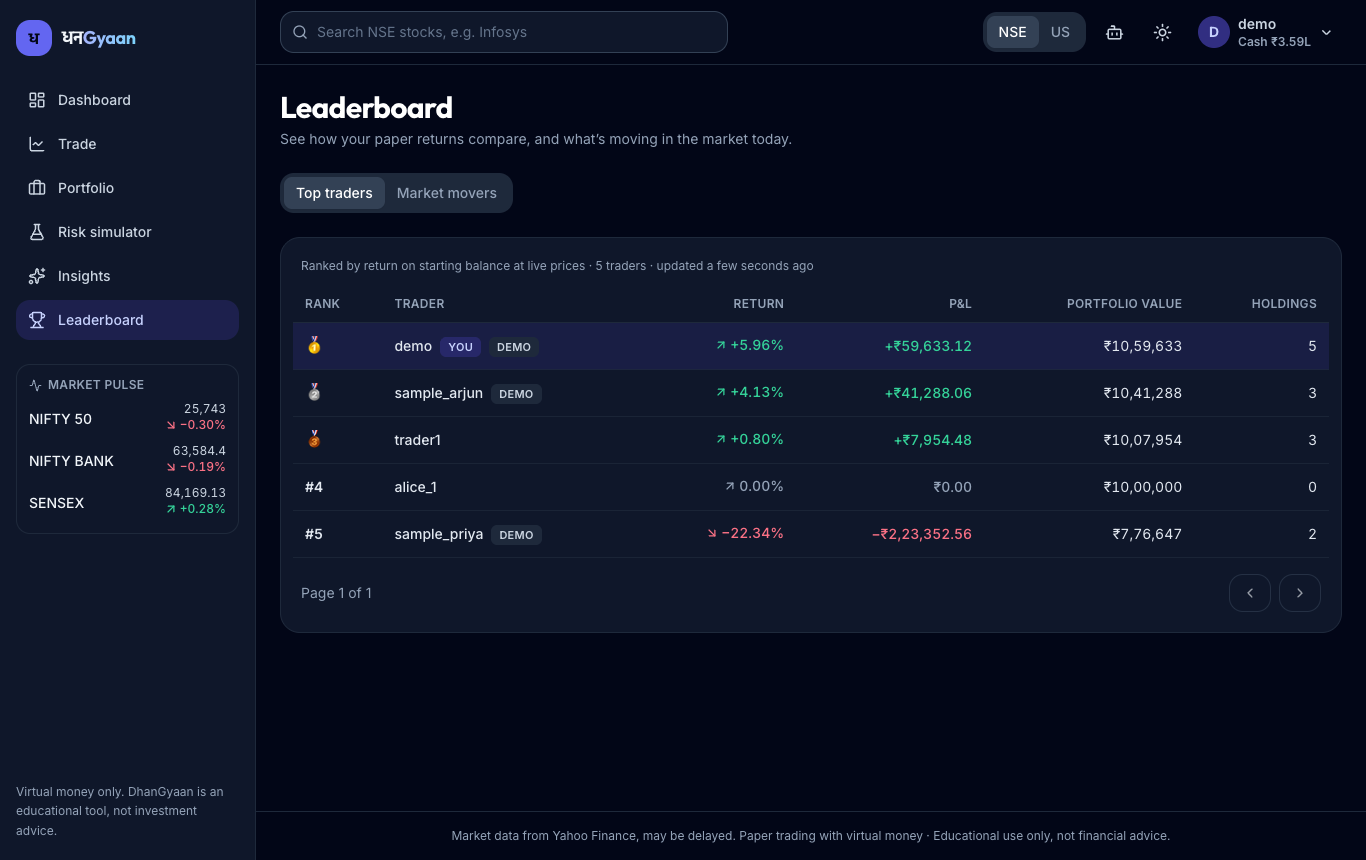 ध धनGyaan
Search NSE stocks, e.g. Infosys
NSE US
D
demo
Cash ₹3.59L
Dashboard
Trade
Portfolio
Risk simulator
Insights
Leaderboard
MARKET PULSE
NIFTY 50 25,743 ↘ −0.30%
NIFTY BANK 63,584.4 ↘ −0.19%
SENSEX 84,169.13 ↗ +0.28%
Virtual money only. DhanGyaan is an
educational tool, not investment
advice.
Leaderboard
See how your paper returns compare, and what's moving in the market today.
Top traders Market movers
Ranked by return on starting balance at live prices · 5 traders · updated a few seconds ago
RANK TRADER RETURN P&L PORTFOLIO VALUE HOLDINGS
🥇 demo YOU DEMO ↗ +5.96% +₹59,633.12 ₹10,59,633 5
🥈 sample_arjun DEMO ↗ +4.13% +₹41,288.06 ₹10,41,288 3
🥉 trader1 ↗ +0.80% +₹7,954.48 ₹10,07,954 3
#4 alice_1 ↗ 0.00% ₹0.00 ₹10,00,000 0
#5 sample_priya DEMO ↘ −22.34% −₹2,23,352.56 ₹7,76,647 2
Page 1 of 1
Market data from Yahoo Finance, may be delayed. Paper trading with virtual money · Educational use only, not financial advice.